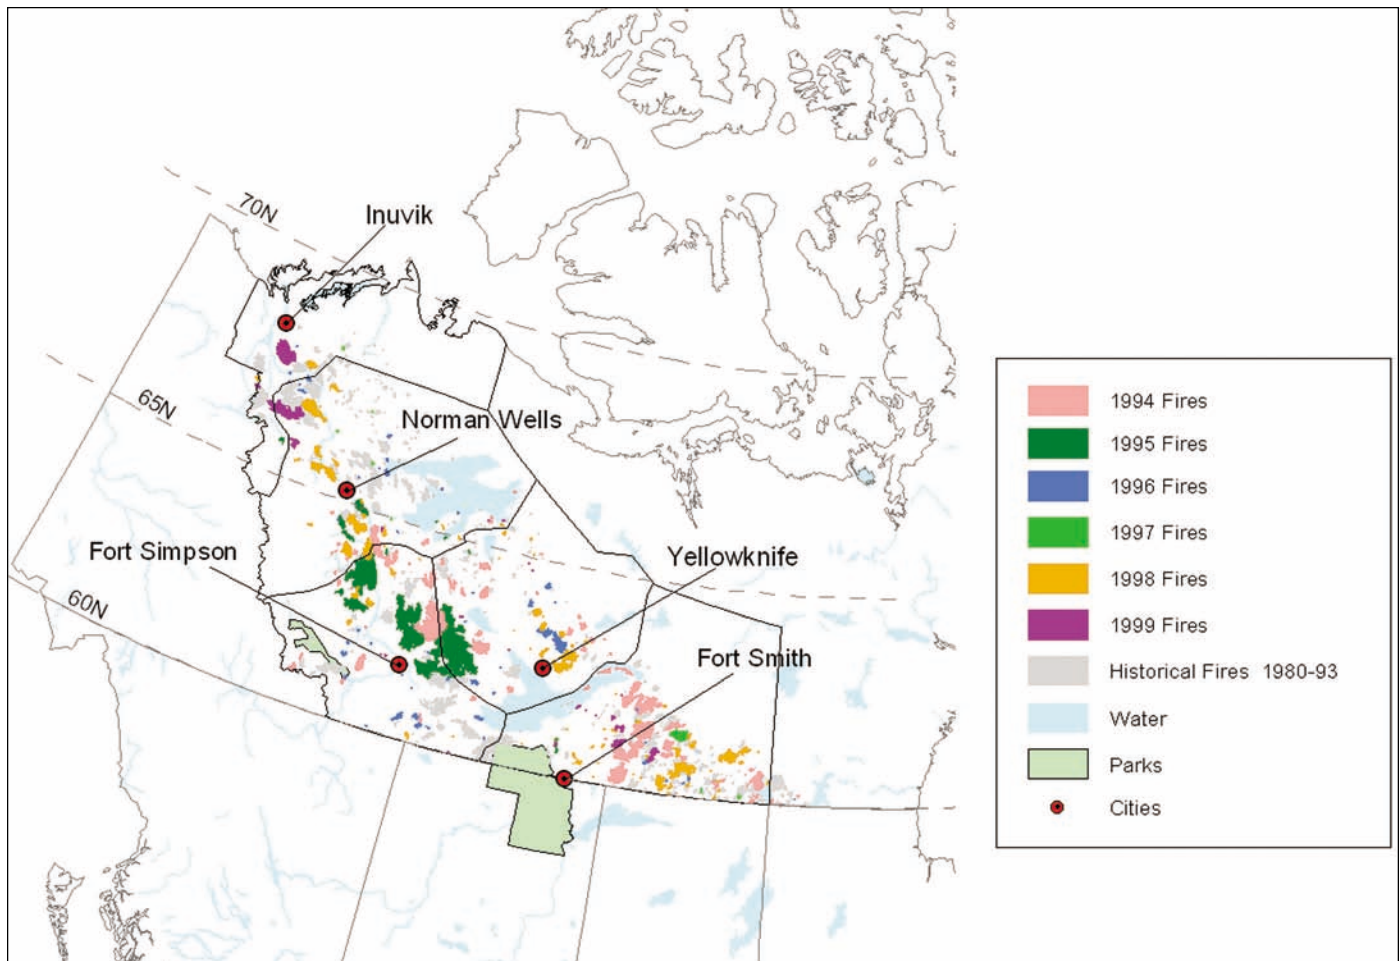 70N
Inuvik
65N
Norman Wells
Fort Simpson
Yellowknife
60N
Fort Smith
1994 Fires
1995 Fires
1996 Fires
1997 Fires
1998 Fires
1999 Fires
Historical Fires 1980-93
Water
Parks
Cities